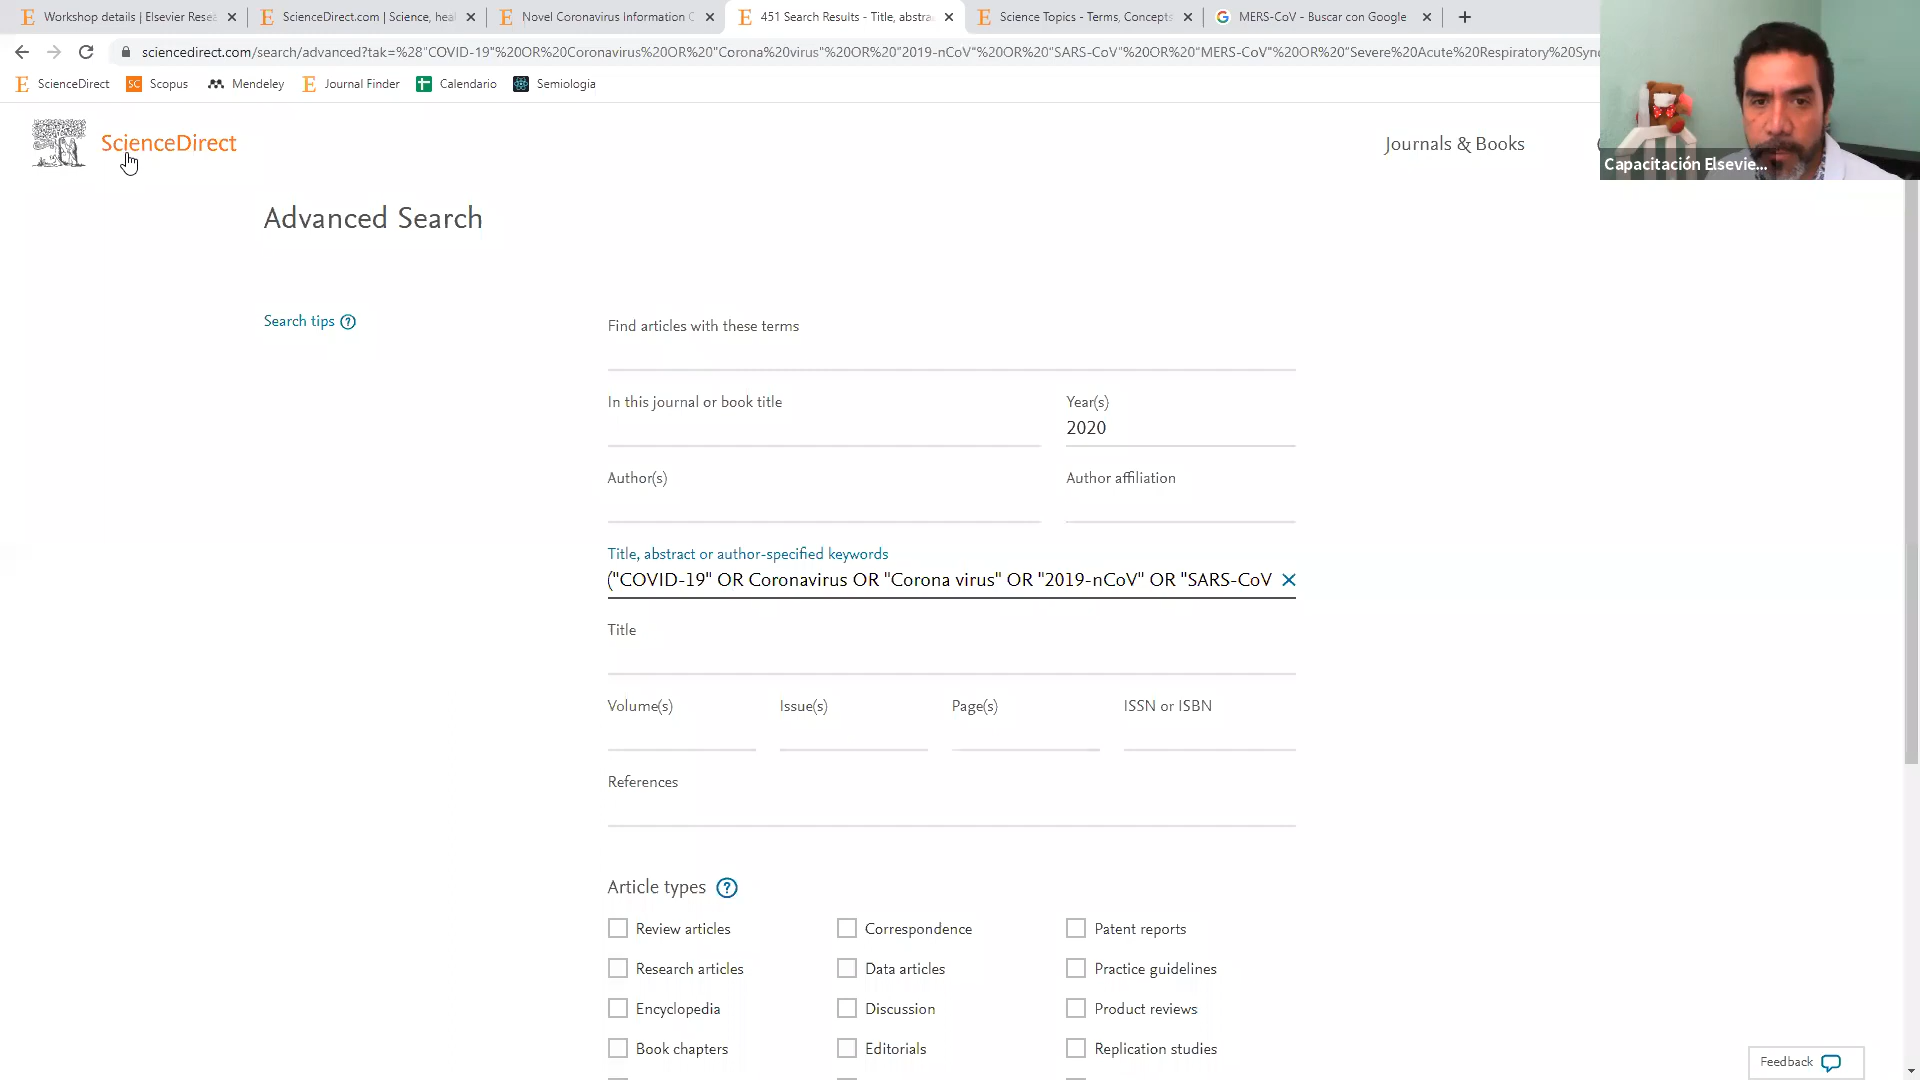 Workshop details | Elsevier Resea
ScienceDirect.com | Science, heal
Novel Coronavirus Information C
451 Search Results - Title, abstra
Science Topics - Terms, Concepts
MERS-CoV - Buscar con Google
sciencedirect.com/search/advanced?tak=%28"COVID-19"%20OR%20Coronavirus%20OR%20"Corona%20virus"%20OR%20"2019-nCoV"%20OR%20"SARS-CoV"%20OR%20"MERS-CoV"%20OR%20"Severe%20Acute%20Respiratory%20Syn
ScienceDirect
Scopus
Mendeley
Journal Finder
Calendario
Semiologia
ScienceDirect
Journals & Books
Capacitación Elsevie...
Advanced Search
Search tips ?
Find articles with these terms
In this journal or book title
Year(s)
2020
Author(s)
Author affiliation
Title, abstract or author-specified keywords
("COVID-19" OR Coronavirus OR "Corona virus" OR "2019-nCoV" OR "SARS-CoV
Title
Volume(s)
Issue(s)
Page(s)
ISSN or ISBN
References
Article types ?
Review articles
Correspondence
Patent reports
Research articles
Data articles
Practice guidelines
Encyclopedia
Discussion
Product reviews
Book chapters
Editorials
Replication studies
Feedback